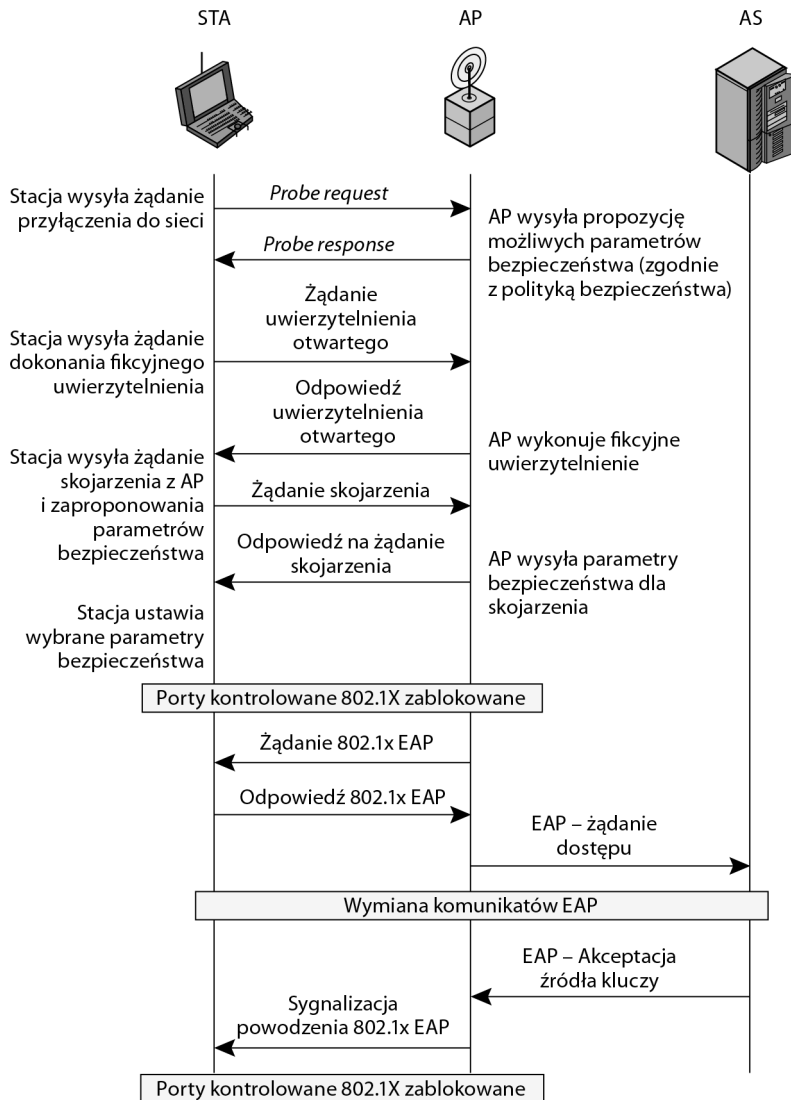 STA
AP
AS
Stacja wysyła żądanie
przyłączenia do sieci
Probe request
AP wysyła propozycję
możliwych parametrów
bezpieczeństwa (zgodnie
z polityką bezpieczeństwa)
Probe response
Żądanie
uwierzytelnienia
otwartego
Stacja wysyła żądanie
dokonania fikcyjnego
uwierzytelnienia
Odpowiedź
uwierzytelnienia
otwartego
AP wykonuje fikcyjne
uwierzytelnienie
Stacja wysyła żądanie
skojarzenia z AP
i zaproponowania
parametrów
bezpieczeństwa
Żądanie skojarzenia
Odpowiedź na żądanie
skojarzenia
AP wysyła parametry
bezpieczeństwa dla
skojarzenia
Stacja ustawia
wybrane parametry
bezpieczeństwa
Porty kontrolowane 802.1X zablokowane
Żądanie 802.1x EAP
Odpowiedź 802.1x EAP
EAP – żądanie
dostępu
Wymiana komunikatów EAP
EAP – Akceptacja
źródła kluczy
Sygnalizacja
powodzenia 802.1x EAP
Porty kontrolowane 802.1X zablokowane